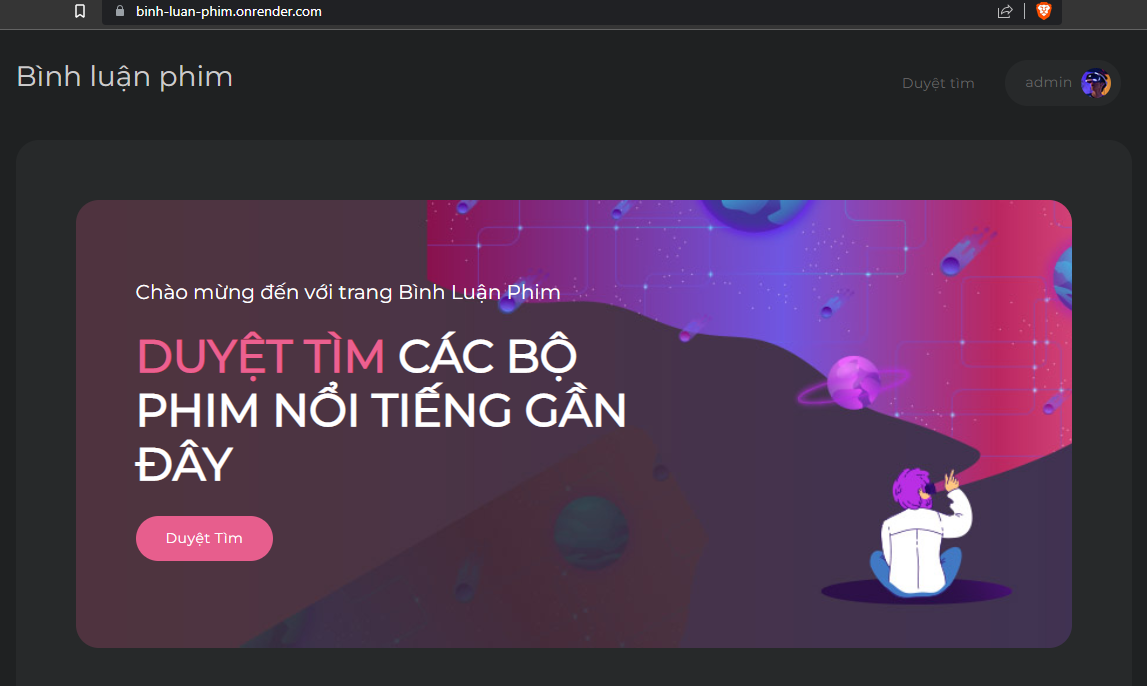 binh-luan-phim.onrender.com
Bình luận phim
Duyệt tìm
admin
Chào mừng đến với trang Bình Luận Phim
DUYỆT TÌM CÁC BỘ
PHIM NỔI TIẾNG GẦN
ĐÂY
Duyệt Tìm